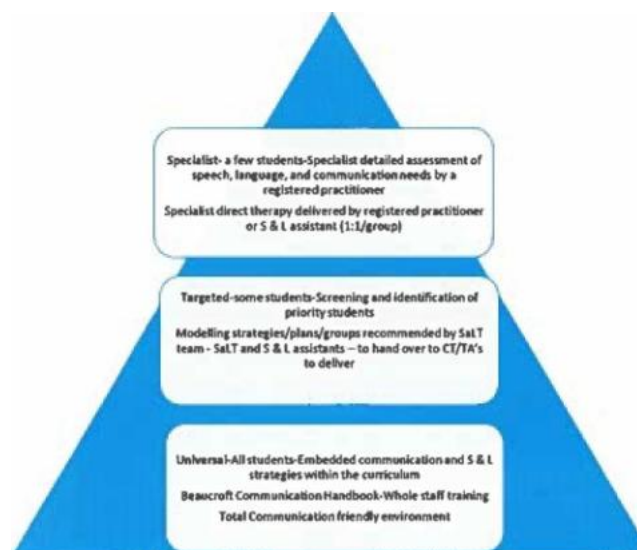 Specialist- a few students-Specialist detailed assessment of
speech, language, and communication needs by a
registered practitioner
Specialist direct therapy delivered by registered practitioner
or S & L assistant (1:1/group)
Targeted-some students-Screening and identification of
priority students
Modelling strategies/plans/groups recommended by SaLT
team - SaLT and S & L assistants – to hand over to CT/TA's
to deliver
Universal-All students-Embedded communication and S & L
strategies within the curriculum
Beaucroft Communication Handbook-Whole staff training
Total Communication friendly environment